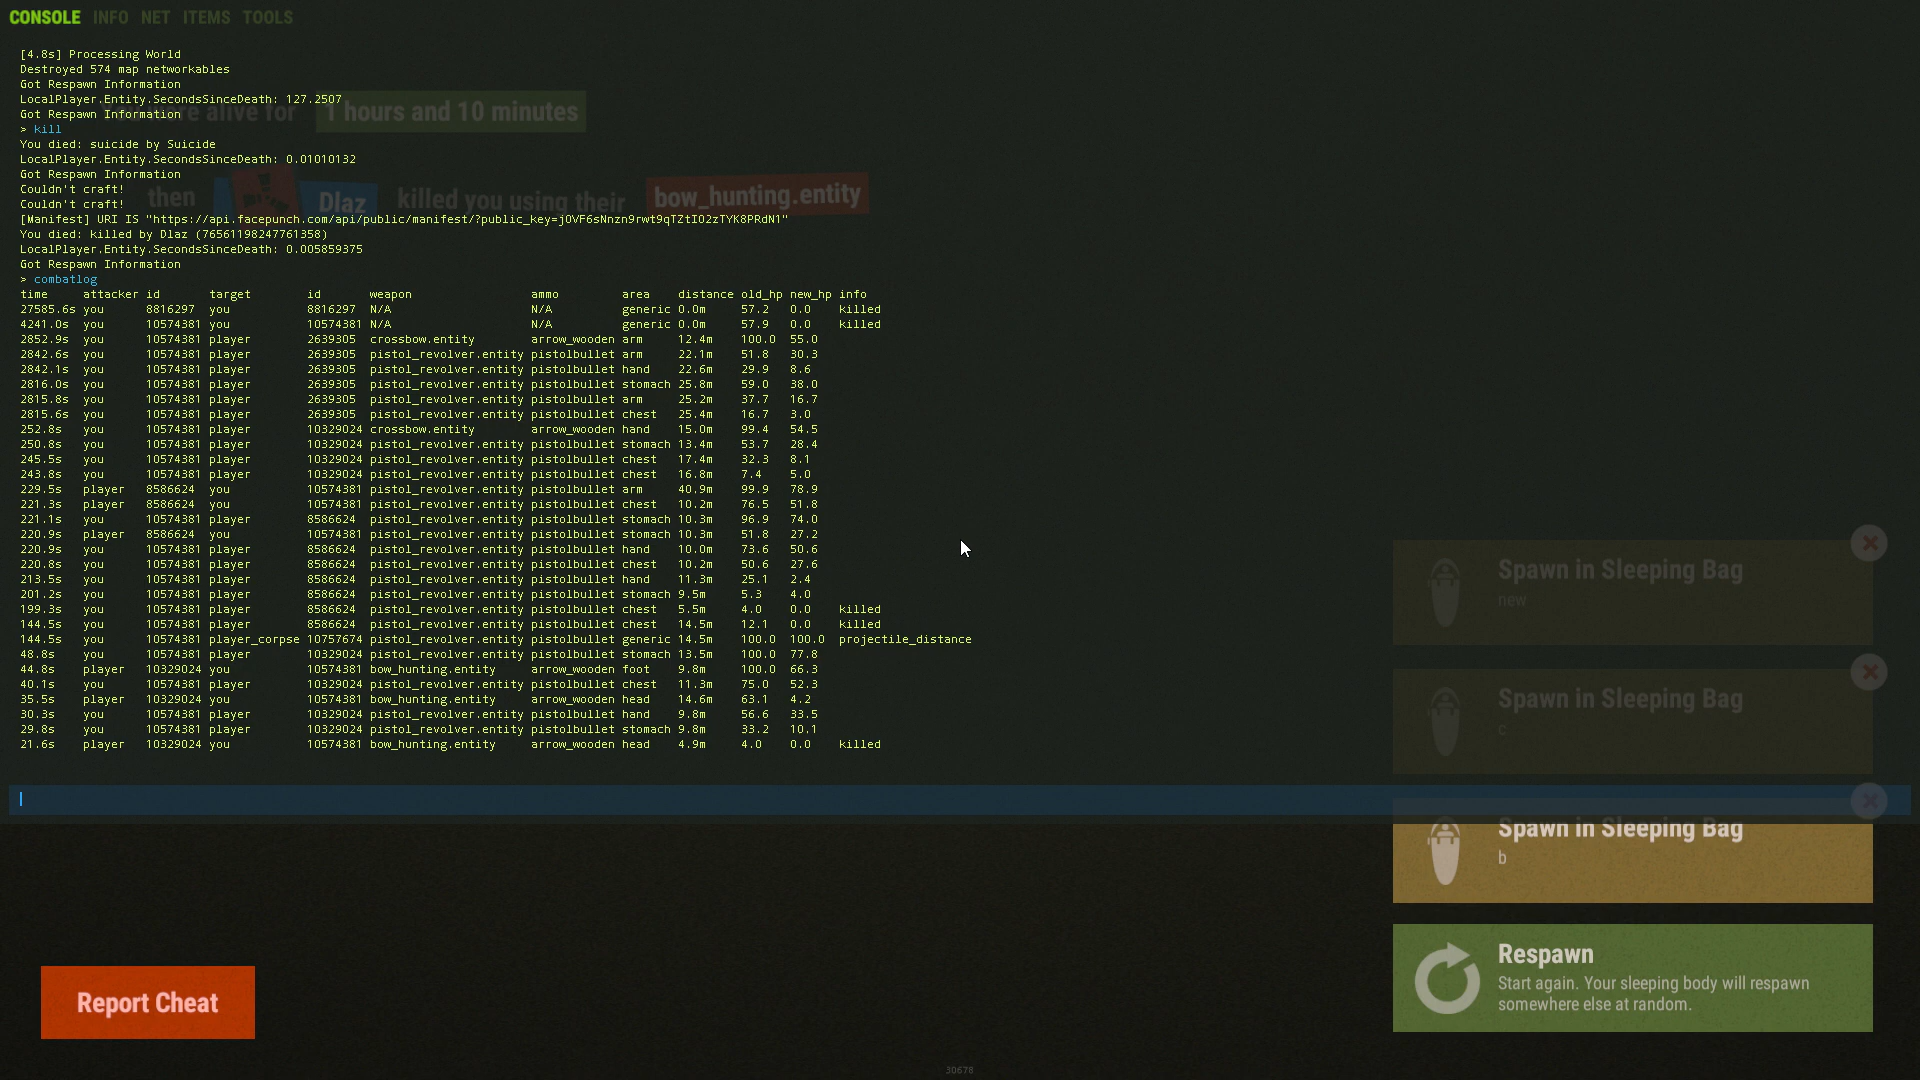 CONSOLE INFO NET ITEMS TOOLS
[4.8s] Processing World
Destroyed 574 map networkables
Got Respawn Information
LocalPlayer.Entity.SecondsSinceDeath: 127.2507
Got Respawn Information
were alive for 1 hours and 10 minutes
> kill
You died: suicide by Suicide
LocalPlayer.Entity.SecondsSinceDeath: 0.01010132
Got Respawn Information
Couldn't craft!
Couldn't craft!
then Dlaz killed you using their bow_hunting.entity
[Manifest] URI IS "https://api.facepunch.com/api/public/manifest/?public_key=jOVF6sNnzn9rwt9qTZtIO2zTYK8PRdN1"
You died: killed by Dlaz (76561198247761358)
LocalPlayer.Entity.SecondsSinceDeath: 0.005859375
Got Respawn Information
> combatlog
time attacker id target id weapon ammo area distance old_hp new_hp info
27585.6s you 8816297 you 8816297 N/A N/A generic 0.0m 57.2 0.0 killed
4241.0s you 10574381 you 10574381 N/A N/A generic 0.0m 57.9 0.0 killed
2852.9s you 10574381 player 2639305 crossbow.entity arrow_wooden arm 12.4m 100.0 55.0
2842.6s you 10574381 player 2639305 pistol_revolver.entity pistolbullet arm 22.1m 51.8 30.3
2842.1s you 10574381 player 2639305 pistol_revolver.entity pistolbullet hand 22.6m 29.9 8.6
2816.0s you 10574381 player 2639305 pistol_revolver.entity pistolbullet stomach 25.8m 59.0 38.0
2815.8s you 10574381 player 2639305 pistol_revolver.entity pistolbullet arm 25.2m 37.7 16.7
2815.6s you 10574381 player 2639305 pistol_revolver.entity pistolbullet chest 25.4m 16.7 3.0
252.8s you 10574381 player 10329024 crossbow.entity arrow_wooden hand 15.0m 99.4 54.5
250.8s you 10574381 player 10329024 pistol_revolver.entity pistolbullet stomach 13.4m 53.7 28.4
245.5s you 10574381 player 10329024 pistol_revolver.entity pistolbullet chest 17.4m 32.3 8.1
243.8s you 10574381 player 10329024 pistol_revolver.entity pistolbullet chest 16.8m 7.4 5.0
229.5s player 8586624 you 10574381 pistol_revolver.entity pistolbullet arm 40.9m 99.9 78.9
221.3s player 8586624 you 10574381 pistol_revolver.entity pistolbullet chest 10.2m 76.5 51.8
221.1s you 10574381 player 8586624 pistol_revolver.entity pistolbullet stomach 10.3m 96.9 74.0
220.9s player 8586624 you 10574381 pistol_revolver.entity pistolbullet stomach 10.3m 51.8 27.2
220.9s you 10574381 player 8586624 pistol_revolver.entity pistolbullet hand 10.0m 73.6 50.6
220.8s you 10574381 player 8586624 pistol_revolver.entity pistolbullet chest 10.2m 50.6 27.6
213.5s you 10574381 player 8586624 pistol_revolver.entity pistolbullet hand 11.3m 25.1 2.4
201.2s you 10574381 player 8586624 pistol_revolver.entity pistolbullet stomach 9.5m 5.3 4.0
199.3s you 10574381 player 8586624 pistol_revolver.entity pistolbullet chest 5.5m 4.0 0.0 killed
144.5s you 10574381 player 8586624 pistol_revolver.entity pistolbullet chest 14.5m 12.1 0.0 killed
144.5s you 10574381 player_corpse 10757674 pistol_revolver.entity pistolbullet generic 14.5m 100.0 100.0 projectile_distance
48.8s you 10574381 player 10329024 pistol_revolver.entity pistolbullet stomach 13.5m 100.0 77.8
44.8s player 10329024 you 10574381 bow_hunting.entity arrow_wooden foot 9.8m 100.0 66.3
40.1s you 10574381 player 10329024 pistol_revolver.entity pistolbullet chest 11.3m 75.0 52.3
35.5s player 10329024 you 10574381 bow_hunting.entity arrow_wooden head 14.6m 63.1 4.2
30.3s you 10574381 player 10329024 pistol_revolver.entity pistolbullet hand 9.8m 56.6 33.5
29.8s you 10574381 player 10329024 pistol_revolver.entity pistolbullet stomach 9.8m 33.2 10.1
21.6s player 10329024 you 10574381 bow_hunting.entity arrow_wooden head 4.9m 4.0 0.0 killed
Spawn in Sleeping Bag
new
Spawn in Sleeping Bag
c
Spawn in Sleeping Bag
b
Respawn
Start again. Your sleeping body will respawn
somewhere else at random.
Report Cheat
30678